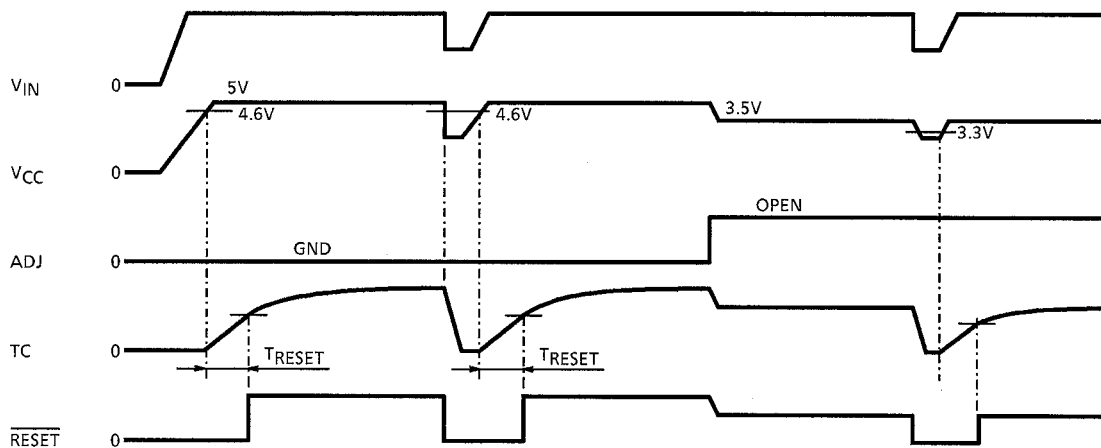 VIN 0
5V
4.6V 4.6V 3.5V 3.3V
VCC 0
OPEN
GND
ADJ 0
TC 0
TRESET TRESET
RESET 0